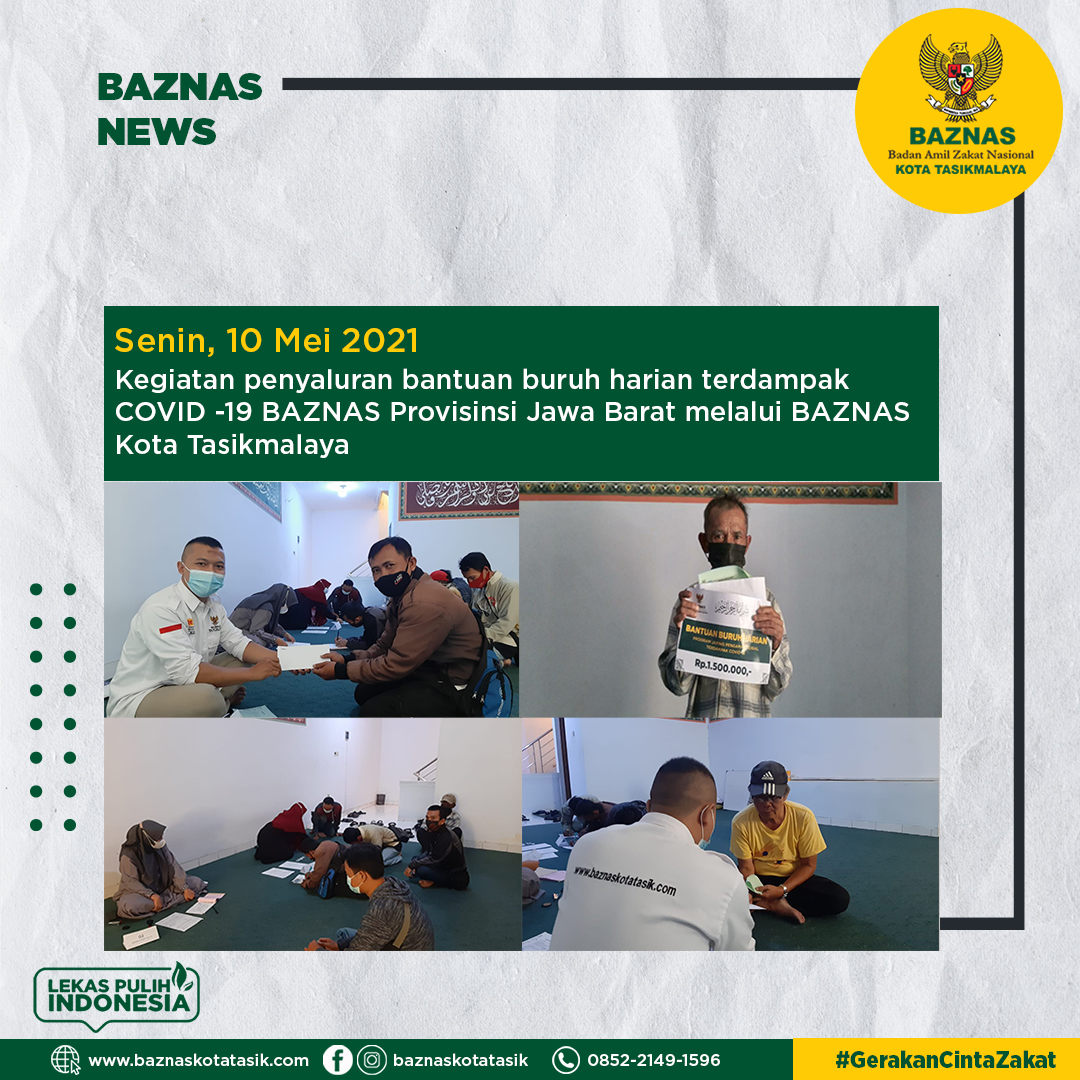 BAZNAS
NEWS
BAZNAS
Badan Amil Zakat Nasional
KOTA TASIKMALAYA
Senin, 10 Mei 2021
Kegiatan penyaluran bantuan buruh harian terdampak
COVID -19 BAZNAS Provisinsi Jawa Barat melalui BAZNAS
Kota Tasikmalaya
BANTUAN BURUH HARIAN
TERDAMPAK COVID
Rp.1.500.000,-
www.baznaskotatasik.com
LEKAS PULIH
INDONESIA
www.baznaskotatasik.com
baznaskotatasik
0852-2149-1596
#GerakanCintaZakat